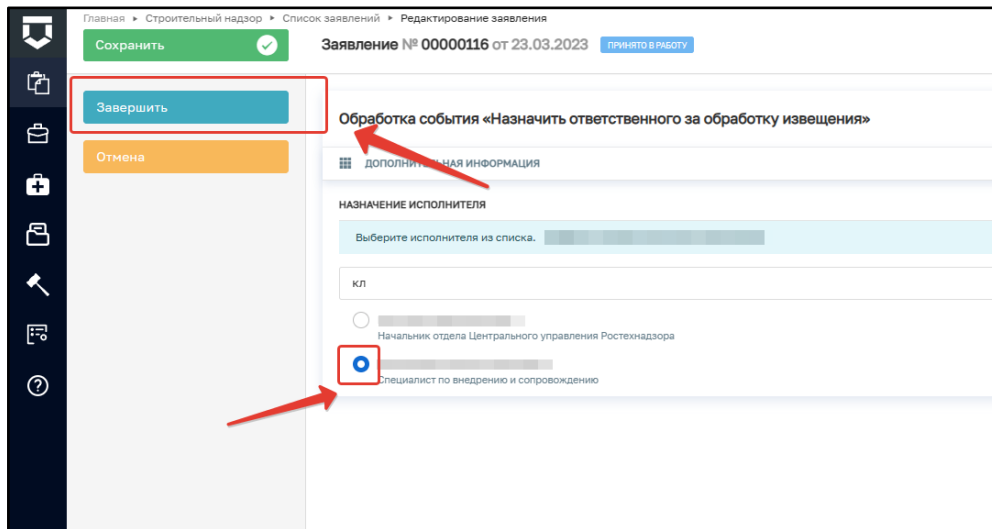 Главная ▸ Строительный надзор ▸ Список заявлений ▸ Редактирование заявления
Сохранить
Заявление № 00000116 от 23.03.2023 ПРИНЯТО В РАБОТУ
Завершить
Обработка события «Назначить ответственного за обработку извещения»
Отмена
ДОПОЛНИТЕЛЬНАЯ ИНФОРМАЦИЯ
НАЗНАЧЕНИЕ ИСПОЛНИТЕЛЯ
Выберите исполнителя из списка.
кл
Начальник отдела Центрального управления Ростехнадзора
Специалист по внедрению и сопровождению